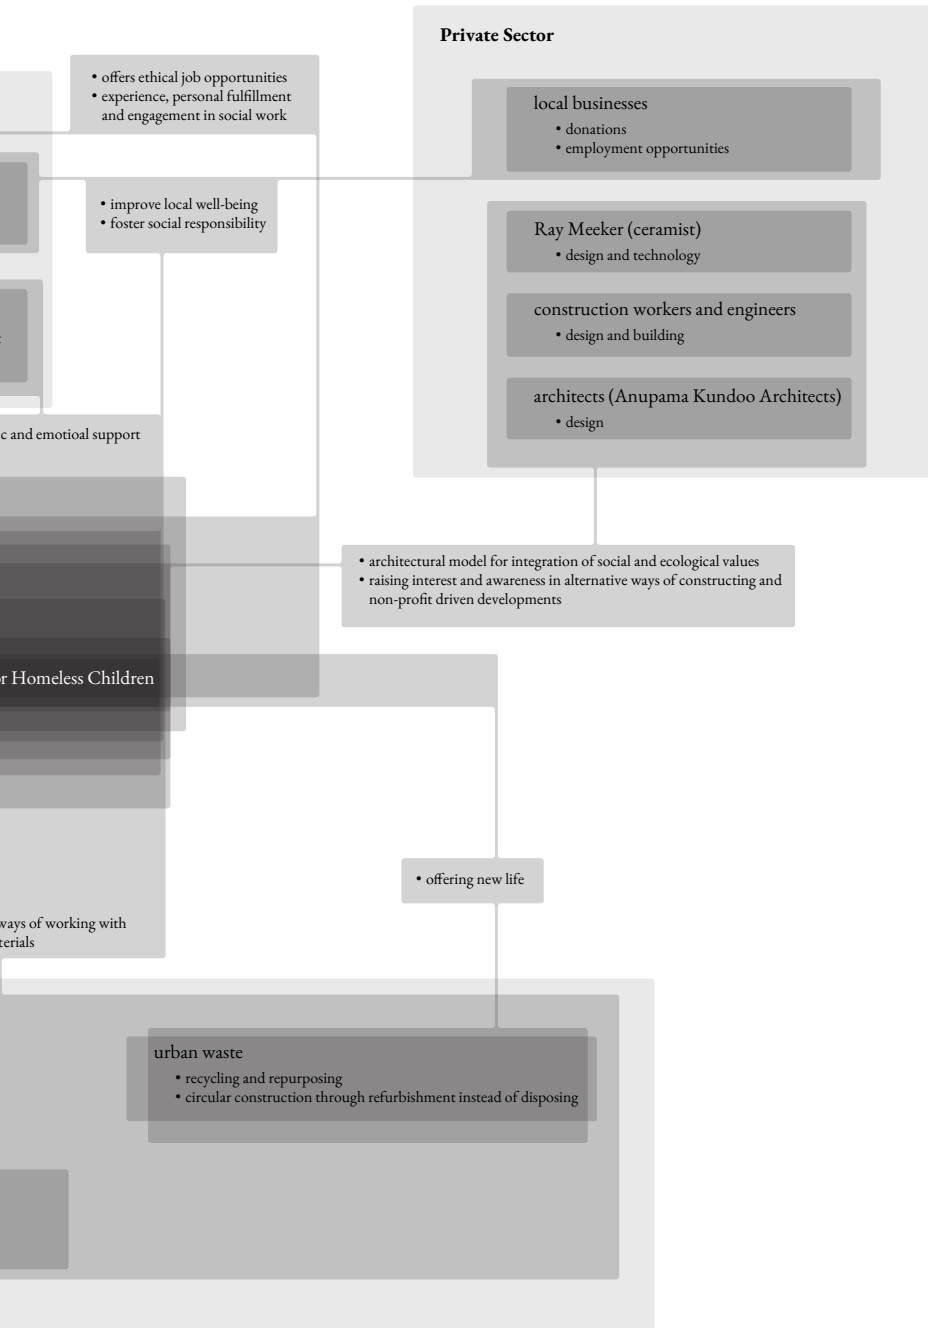 Private Sector
• offers ethical job opportunities
• experience, personal fulfillment
and engagement in social work
local businesses
• donations
• employment opportunities
• improve local well-being
• foster social responsibility
Ray Meeker (ceramist)
• design and technology
construction workers and engineers
• design and building
architects (Anupama Kundoo Architects)
• design
c and emotioal support
• architectural model for integration of social and ecological values
• raising interest and awareness in alternative ways of constructing and
non-profit driven developments
r Homeless Children
• offering new life
ways of working with
terials
urban waste
• recycling and repurposing
• circular construction through refurbishment instead of disposing